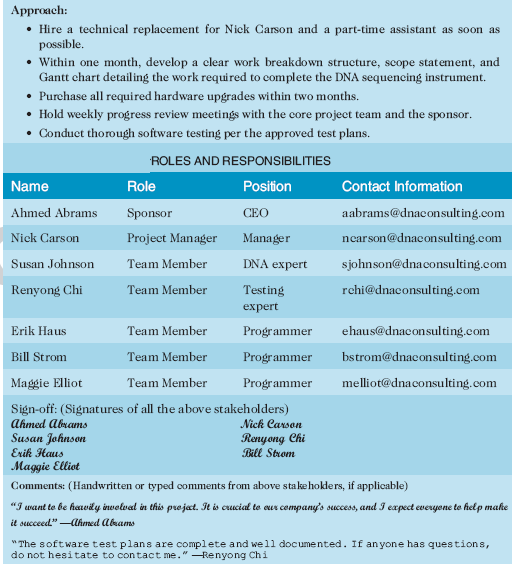 Approach:
• Hire a technical replacement for Nick Carson and a part-time assistant as soon as
possible.
• Within one month, develop a clear work breakdown structure, scope statement, and
Gantt chart detailing the work required to complete the DNA sequencing instrument.
• Purchase all required hardware upgrades within two months.
• Hold weekly progress review meetings with the core project team and the sponsor.
• Conduct thorough software testing per the approved test plans.
ROLES AND RESPONSIBILITIES
Name Role Position Contact Information
Ahmed Abrams Sponsor CEO aabrams@dnaconsulting.com
Nick Carson Project Manager Manager ncarson@dnaconsulting.com
Susan Johnson Team Member DNA expert sjohnson@dnaconsulting.com
Renyong Chi Team Member Testing rchi@dnaconsulting.com
expert
Erik Haus Team Member Programmer ehaus@dnaconsulting.com
Bill Strom Team Member Programmer bstrom@dnaconsulting.com
Maggie Elliot Team Member Programmer melliot@dnaconsulting.com
Sign-off: (Signatures of all the above stakeholders)
Ahmed Abrams Nick Carson
Susan Johnson Renyong Chi
Erik Haus Bill Strom
Maggie Elliot
Comments: (Handwritten or typed comments from above stakeholders, if applicable)
“I want to be heavily involved in this project. It is crucial to our company’s success, and I expect everyone to help make
it succeed.” —Ahmed Abrams
“The software test plans are complete and well documented. If anyone has questions,
do not hesitate to contact me.” —Renyong Chi